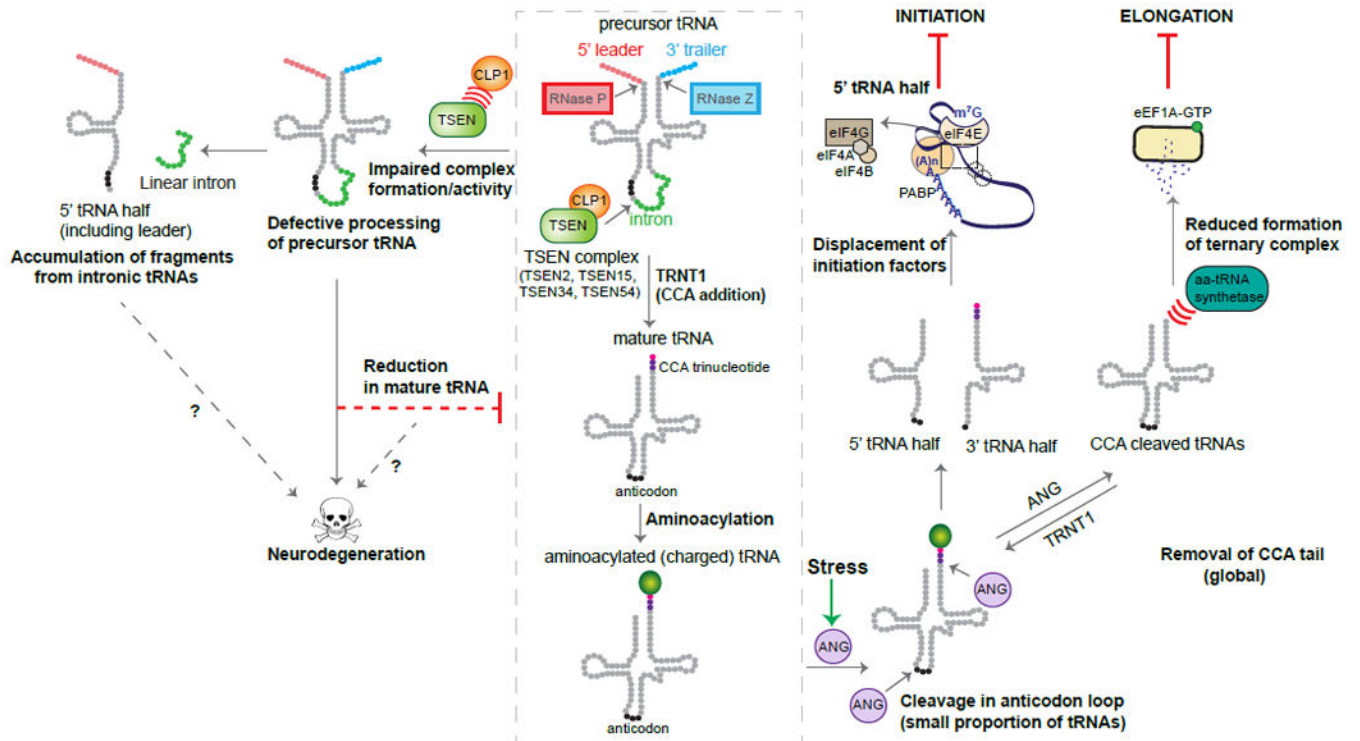 CLP1
TSEN
Linear intron
5' tRNA half
(including leader)
Accumulation of fragments
from intronic tRNAs
Impaired complex
formation/activity
Defective processing
of precursor tRNA
Reduction
in mature tRNA
?
?
Neurodegeneration
precursor tRNA
5' leader
3' trailer
RNase P
RNase Z
CLP1
TSEN
intron
TSEN complex
(TSEN2, TSEN15,
TSEN34, TSEN54)
TRNT1
(CCA addition)
mature tRNA
CCA trinucleotide
anticodon
Aminoacylation
aminoacylated (charged) tRNA
anticodon
INITIATION
ELONGATION
5' tRNA half
m7G
eIF4E
eIF4G
eIF4A
eIF4B
(A)n
A
A
A
A
A
A
A
PABP
eEF1A-GTP
Displacement of
initiation factors
Reduced formation
of ternary complex
aa-tRNA
synthetase
5' tRNA half
3' tRNA half
CCA cleaved tRNAs
ANG
TRNT1
Removal of CCA tail
(global)
Stress
ANG
ANG
ANG
Cleavage in anticodon loop
(small proportion of tRNAs)